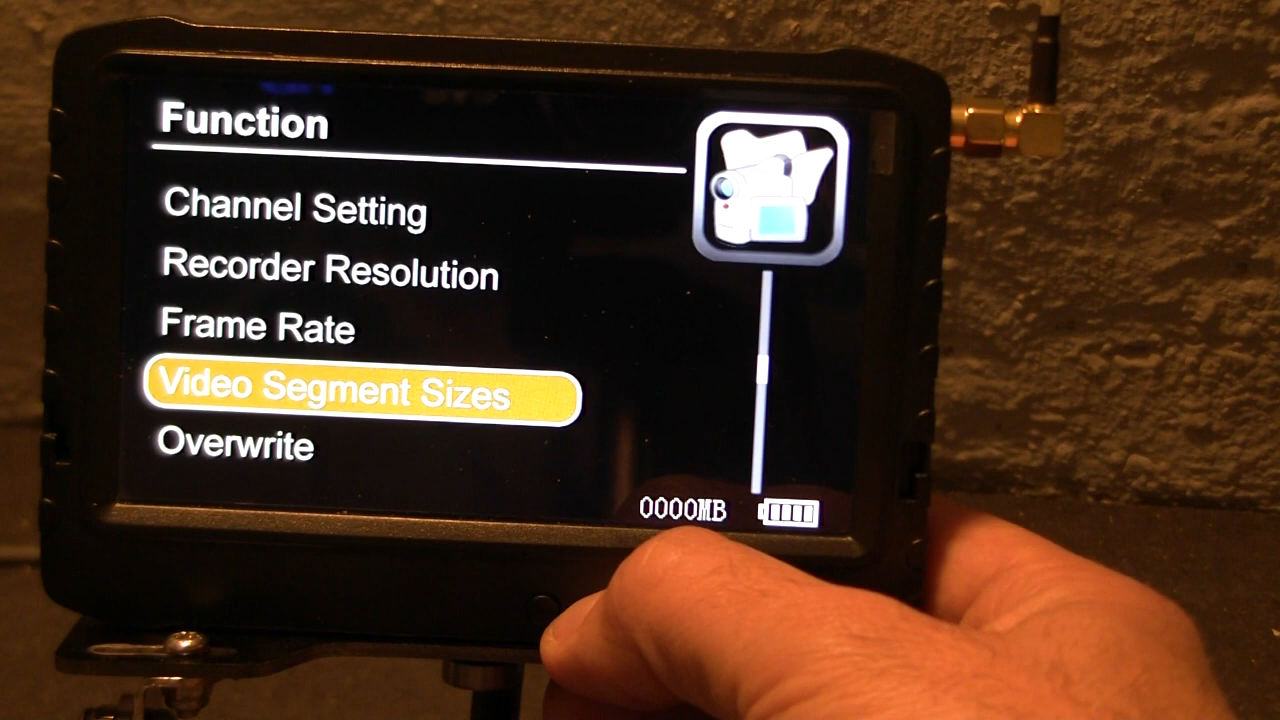 Function
Channel Setting
Recorder Resolution
Frame Rate
Video Segment Sizes
Overwrite
0000MB